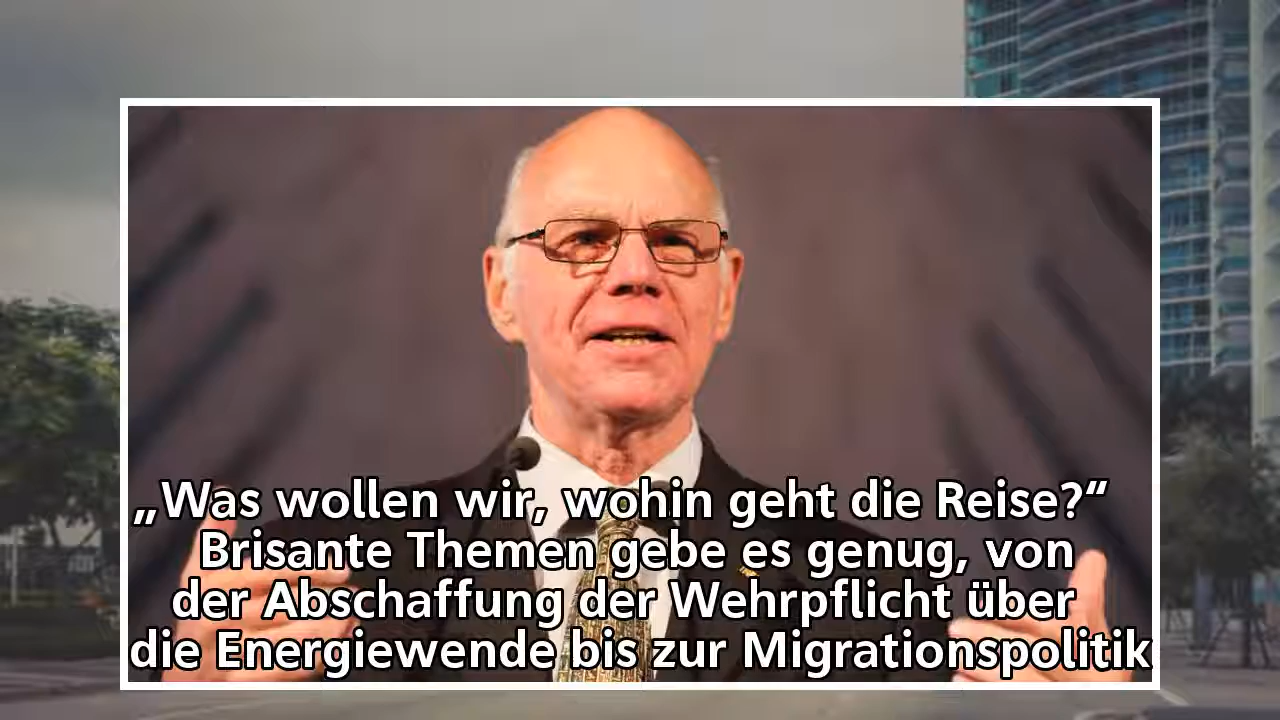 „Was wollen wir, wohin geht die Reise?“
Brisante Themen gebe es genug, von
der Abschaffung der Wehrpflicht über
die Energiewende bis zur Migrationspolitik